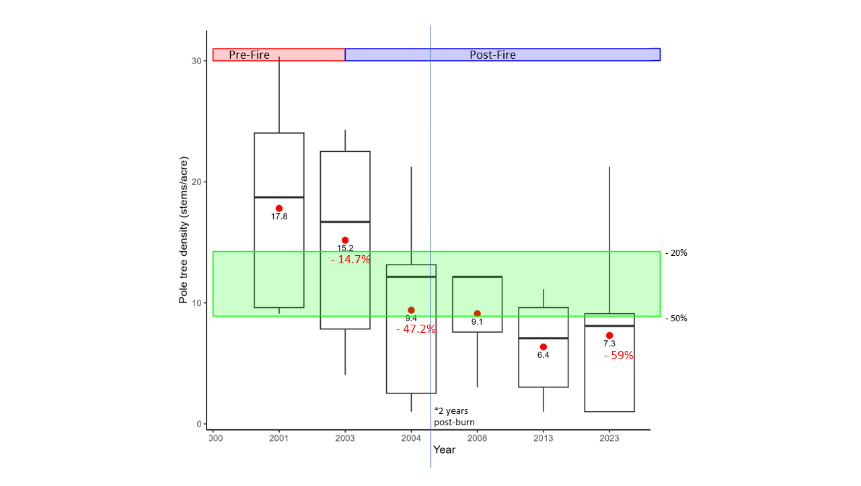 Pre-Fire
Post-Fire
30
20
10
0
Pole tree density (stems/acre)
17.8
15.2
- 14.7%
9.4
- 47.2%
9.1
6.4
7.3
- 59%
- 20%
- 50%
*2 years
post-burn
000 2001 2003 2004 2008 2013 2023
Year